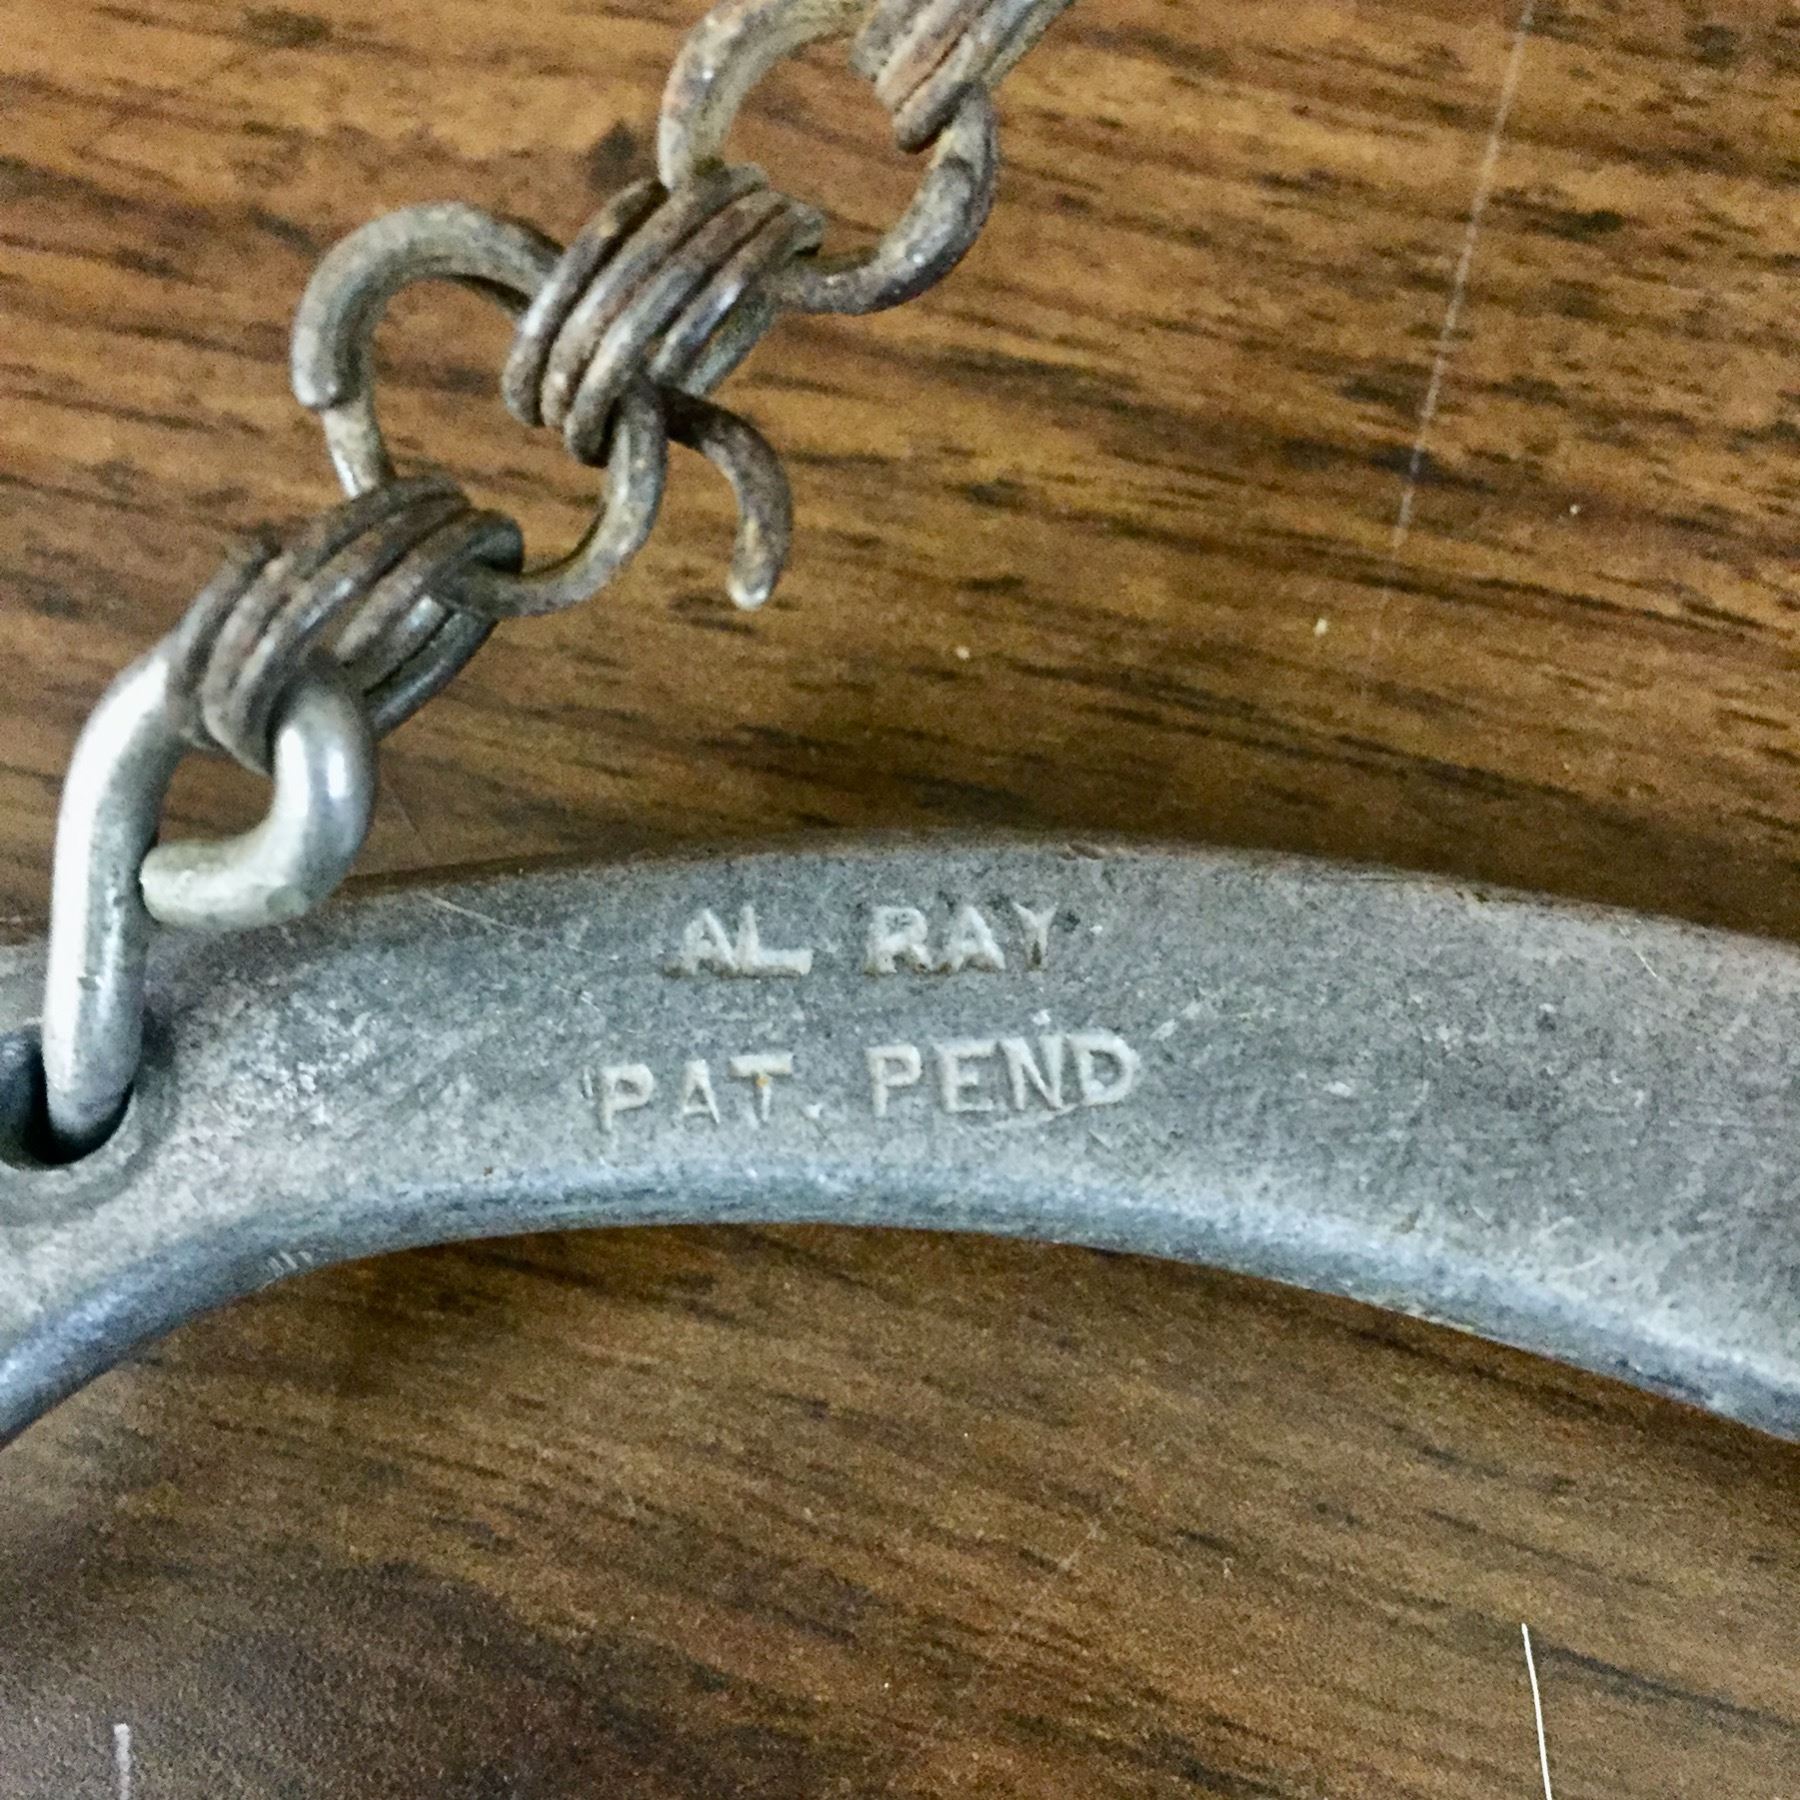 AL RAY
PAT. PEND